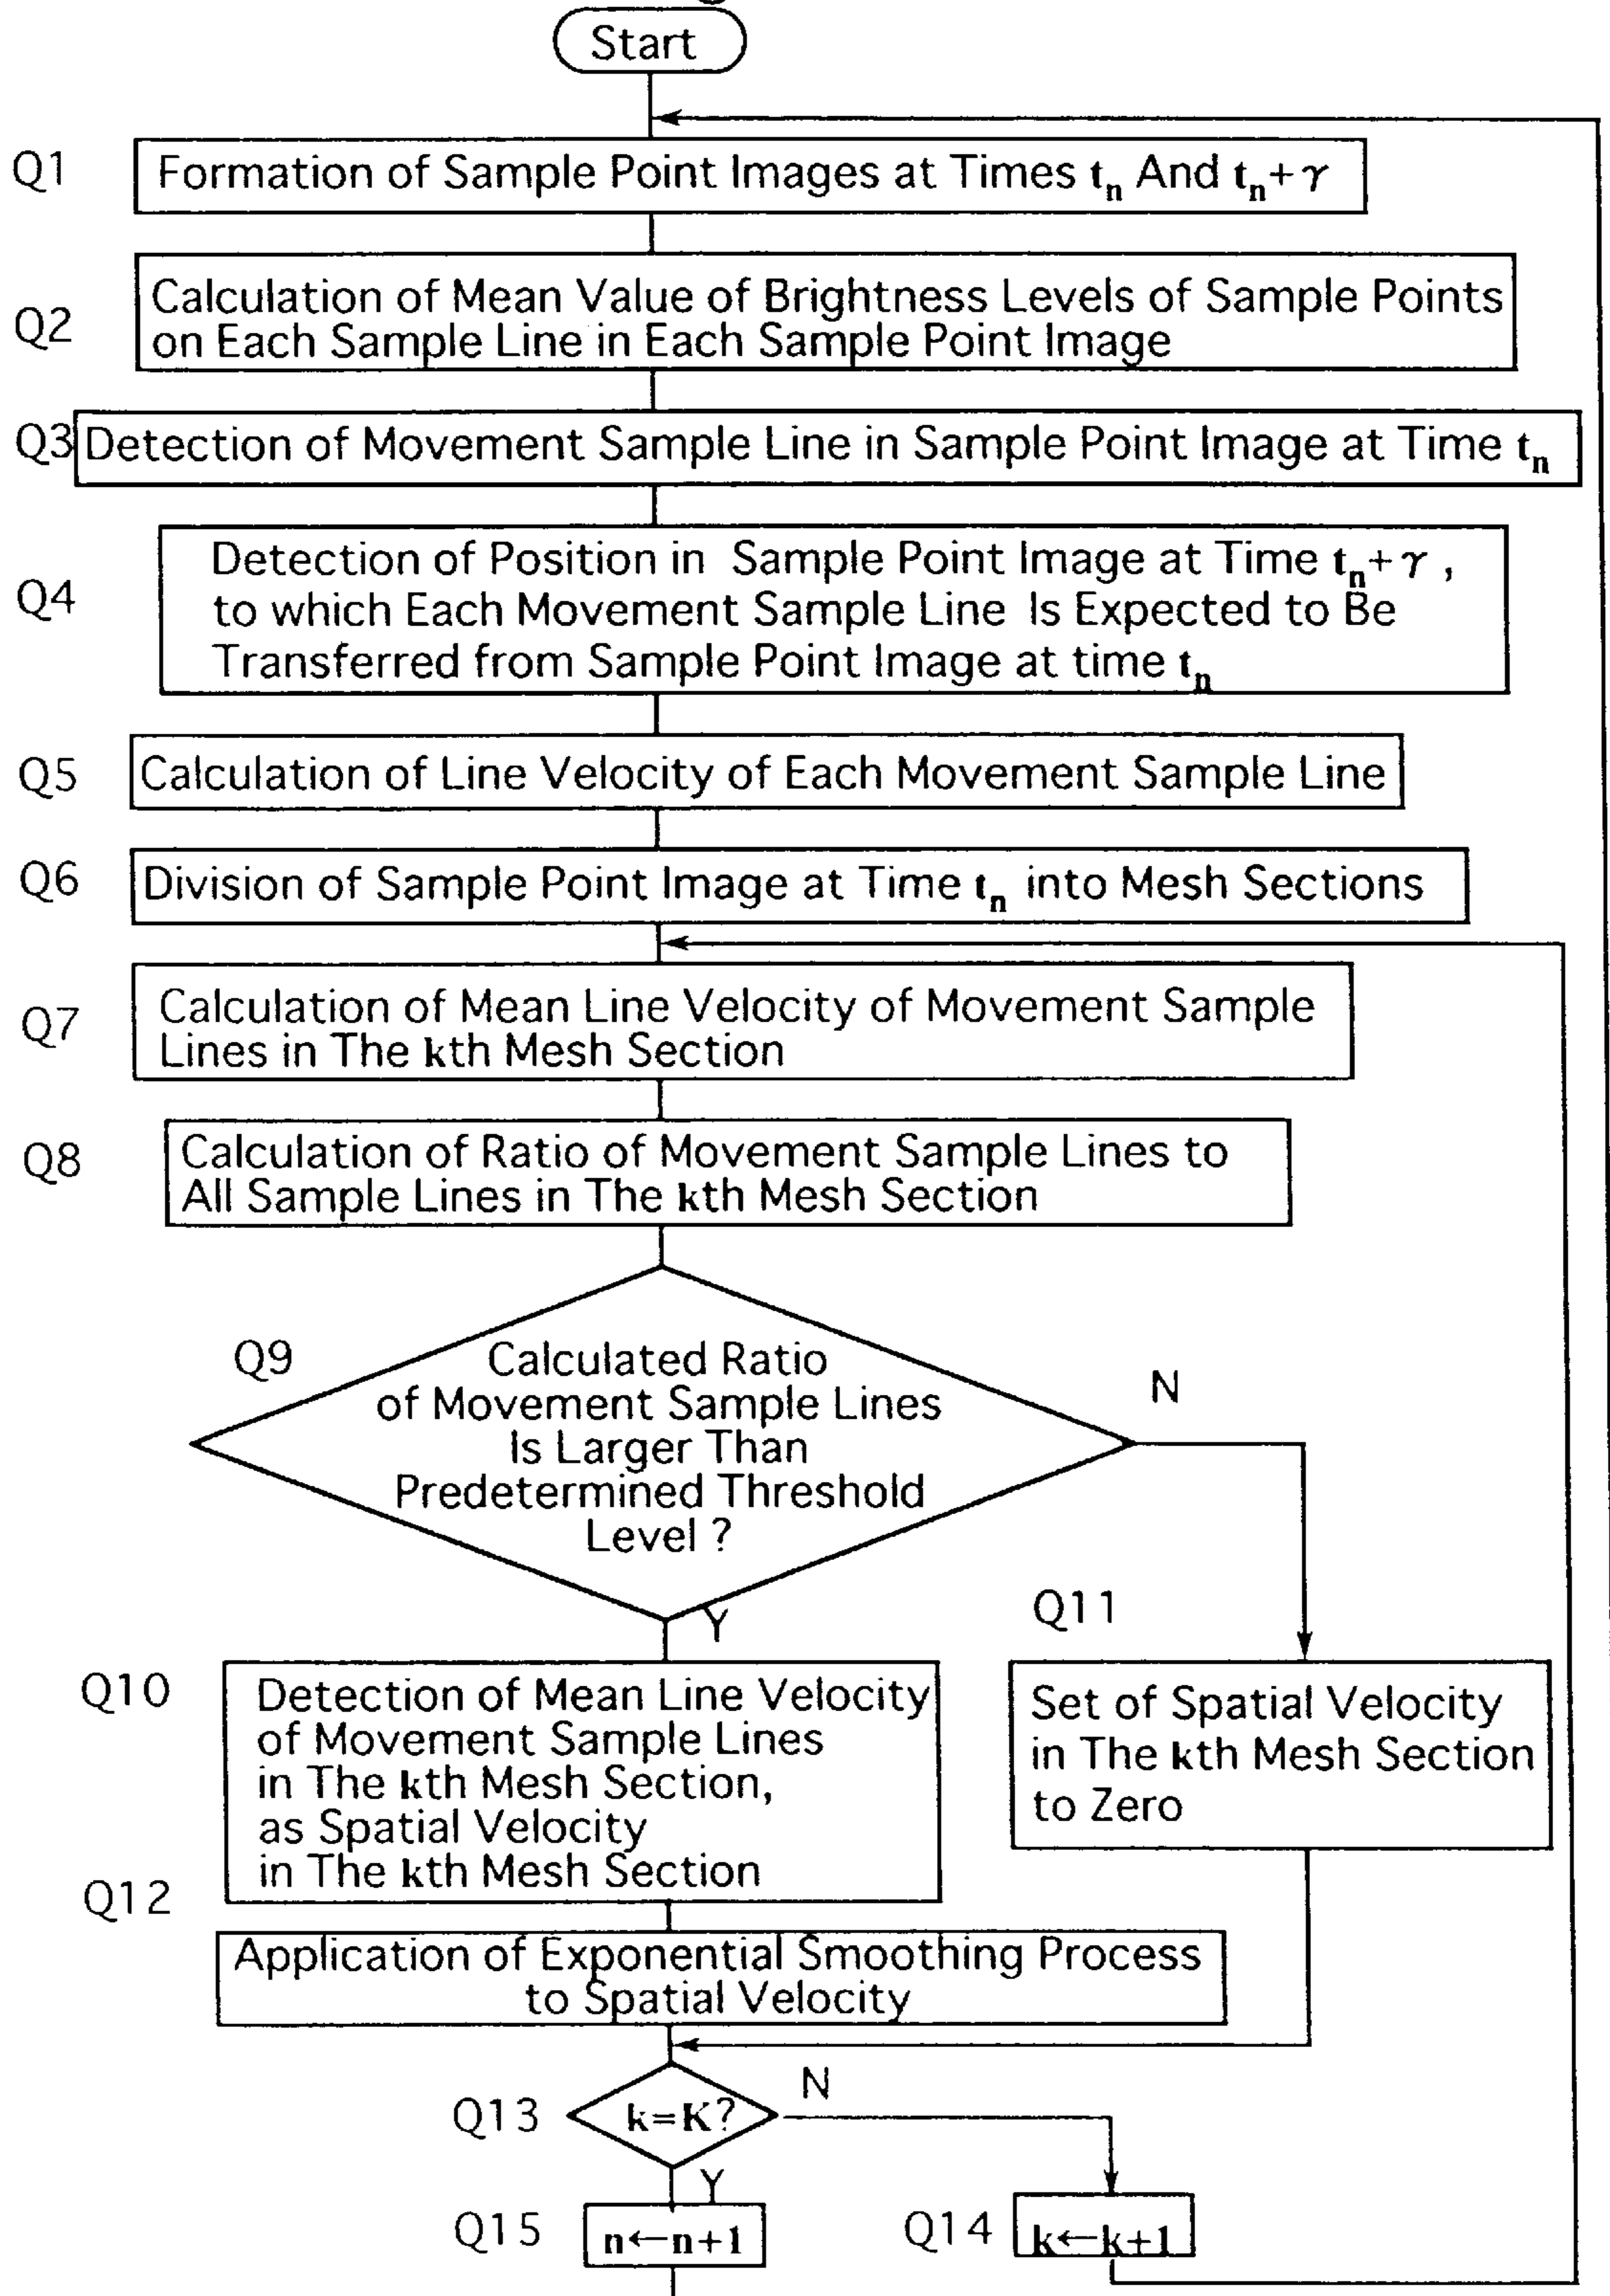 Start
Q1
Formation of Sample Point Images at Times tn And tn+γ
Q2
Calculation of Mean Value of Brightness Levels of Sample Points
on Each Sample Line in Each Sample Point Image
Q3
Detection of Movement Sample Line in Sample Point Image at Time tn
Q4
Detection of Position in Sample Point Image at Time tn+γ ,
to which Each Movement Sample Line Is Expected to Be
Transferred from Sample Point Image at time tn
Q5
Calculation of Line Velocity of Each Movement Sample Line
Q6
Division of Sample Point Image at Time tn into Mesh Sections
Q7
Calculation of Mean Line Velocity of Movement Sample
Lines in The kth Mesh Section
Q8
Calculation of Ratio of Movement Sample Lines to
All Sample Lines in The kth Mesh Section
Q9
Calculated Ratio
of Movement Sample Lines
Is Larger Than
Predetermined Threshold
Level ?
N
Y
Q10
Detection of Mean Line Velocity
of Movement Sample Lines
in The kth Mesh Section,
as Spatial Velocity
in The kth Mesh Section
Q11
Set of Spatial Velocity
in The kth Mesh Section
to Zero
Q12
Application of Exponential Smoothing Process
to Spatial Velocity
Q13
k=K?
N
Y
Q15
n←n+1
Q14
k←k+1